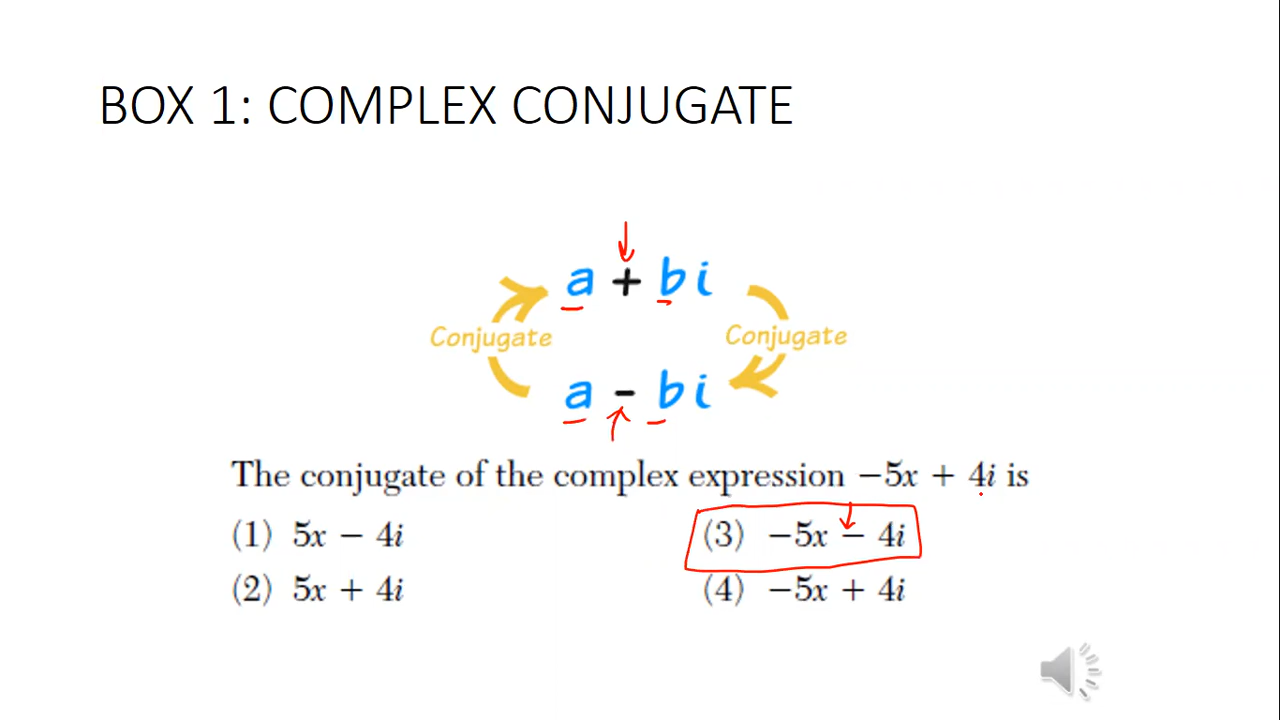 BOX 1: COMPLEX CONJUGATE
a + bi
Conjugate Conjugate
a - bi
The conjugate of the complex expression −5x + 4i is
(1) 5x − 4i (3) −5x − 4i
(2) 5x + 4i (4) −5x + 4i